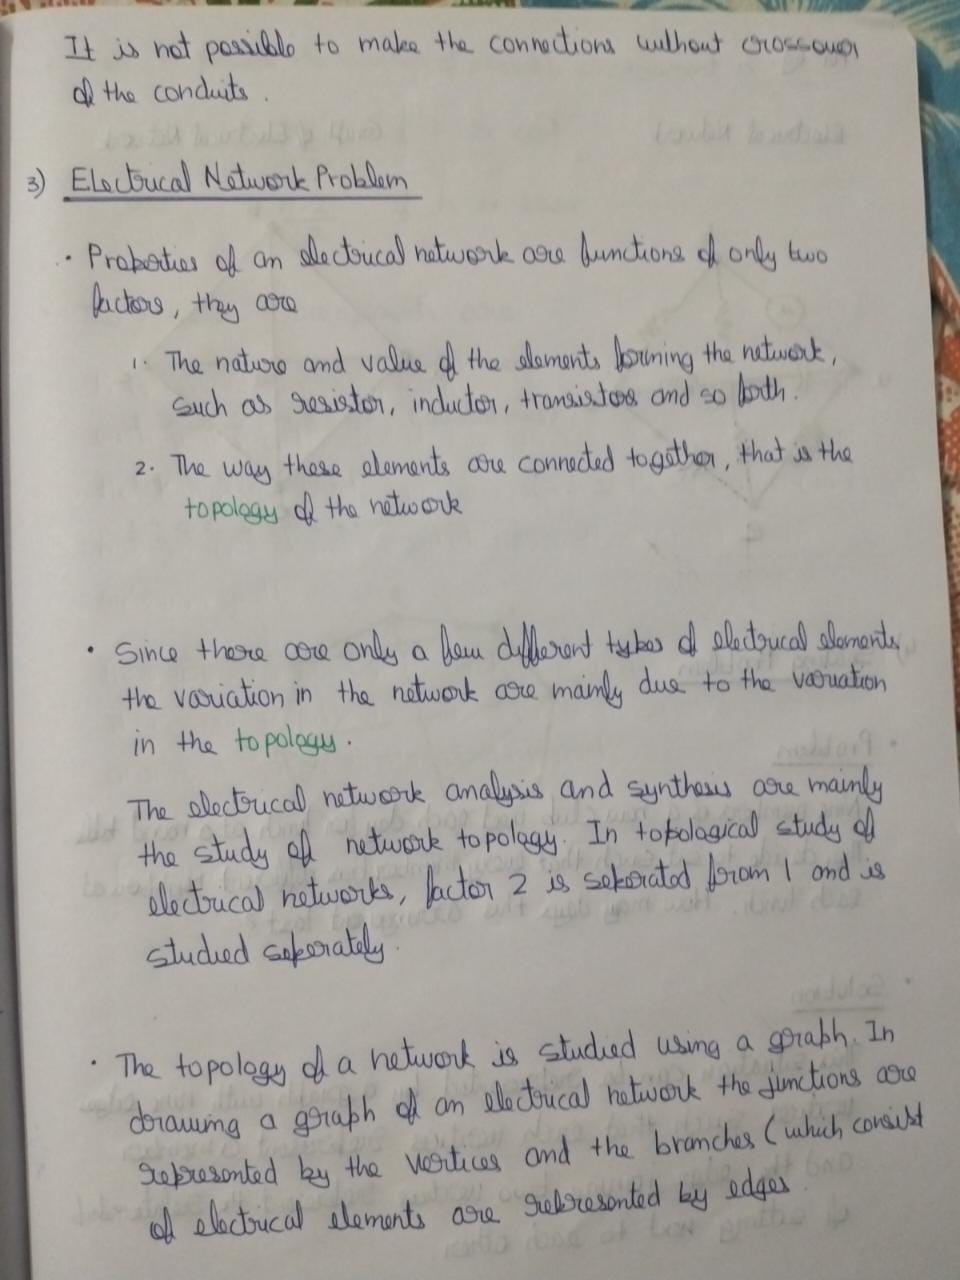 It is not possible to make the connections without crossover
of the conduits.
3) Electrical Network Problem
· Properties of an electrical network are functions of only two
factors, they are
1. The nature and value of the elements forming the network,
such as resistor, inductor, transistors and so forth.
2. The way these elements are connected together, that is the
topology of the network
· Since there are only a few different types of electrical elements,
the variation in the network are mainly due to the variation
in the topology.
The electrical network analysis and synthesis are mainly
the study of network topology. In topological study of
electrical networks, factor 2 is seperated from 1 and is
studied seperately.
· The topology of a network is studied using a graph. In
drawing a graph of an electrical network the junctions are
represented by the vertices and the branches (which consist
of electrical elements are represented by edges.